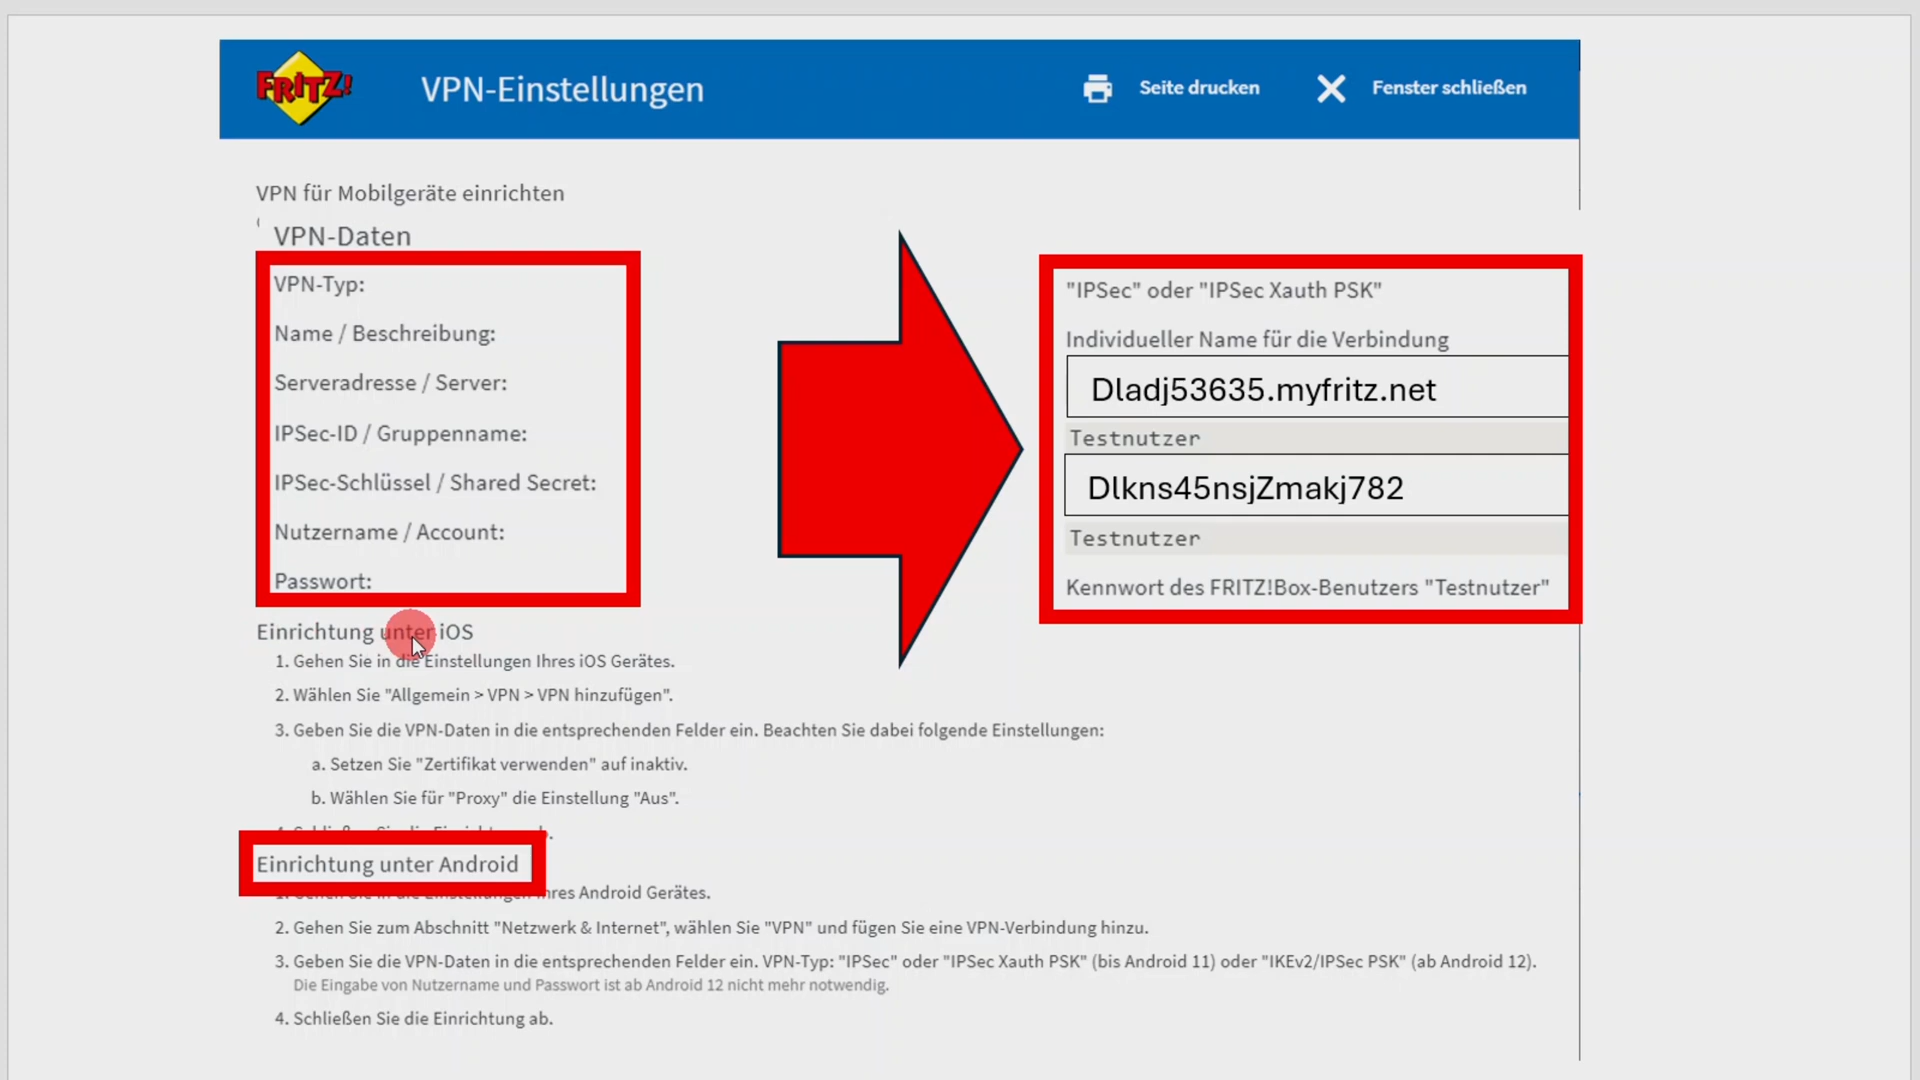 FRITZ!
VPN-Einstellungen
Seite drucken
Fenster schließen
VPN für Mobilgeräte einrichten
VPN-Daten
VPN-Typ:
"IPSec" oder "IPSec Xauth PSK"
Name / Beschreibung:
Individueller Name für die Verbindung
Serveradresse / Server:
Dladj53635.myfritz.net
IPSec-ID / Gruppenname:
Testnutzer
IPSec-Schlüssel / Shared Secret:
Dlkns45nsjZmakj782
Nutzername / Account:
Testnutzer
Passwort:
Kennwort des FRITZ!Box-Benutzers "Testnutzer"
Einrichtung unter iOS
1. Gehen Sie in die Einstellungen Ihres iOS Gerätes.
2. Wählen Sie "Allgemein > VPN > VPN hinzufügen".
3. Geben Sie die VPN-Daten in die entsprechenden Felder ein. Beachten Sie dabei folgende Einstellungen:
a. Setzen Sie "Zertifikat verwenden" auf inaktiv.
b. Wählen Sie für "Proxy" die Einstellung "Aus".
Einrichtung unter Android
Android Gerätes.
2. Gehen Sie zum Abschnitt "Netzwerk & Internet", wählen Sie "VPN" und fügen Sie eine VPN-Verbindung hinzu.
3. Geben Sie die VPN-Daten in die entsprechenden Felder ein. VPN-Typ: "IPSec" oder "IPSec Xauth PSK" (bis Android 11) oder "IKEv2/IPSec PSK" (ab Android 12).
Die Eingabe von Nutzername und Passwort ist ab Android 12 nicht mehr notwendig.
4. Schließen Sie die Einrichtung ab.